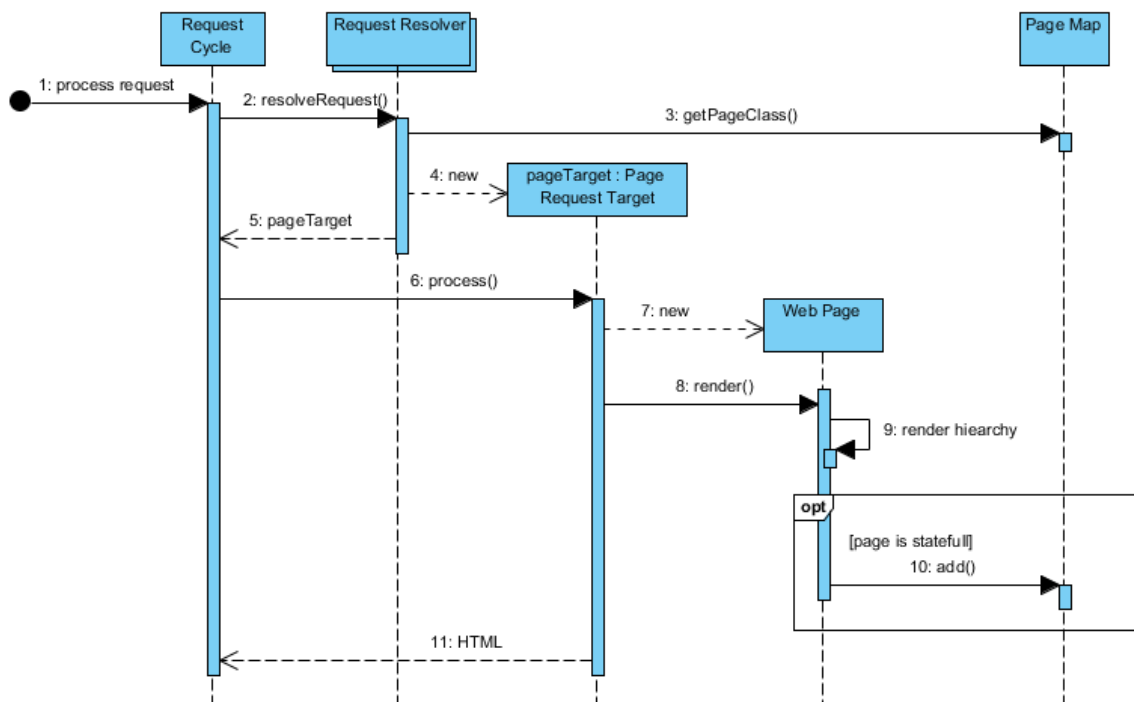 Request
Cycle
Request Resolver
Page Map
1: process request
2: resolveRequest()
3: getPageClass()
4: new
pageTarget : Page
Request Target
5: pageTarget
6: process()
7: new
Web Page
8: render()
9: render hiearchy
opt
[page is statefull]
10: add()
11: HTML